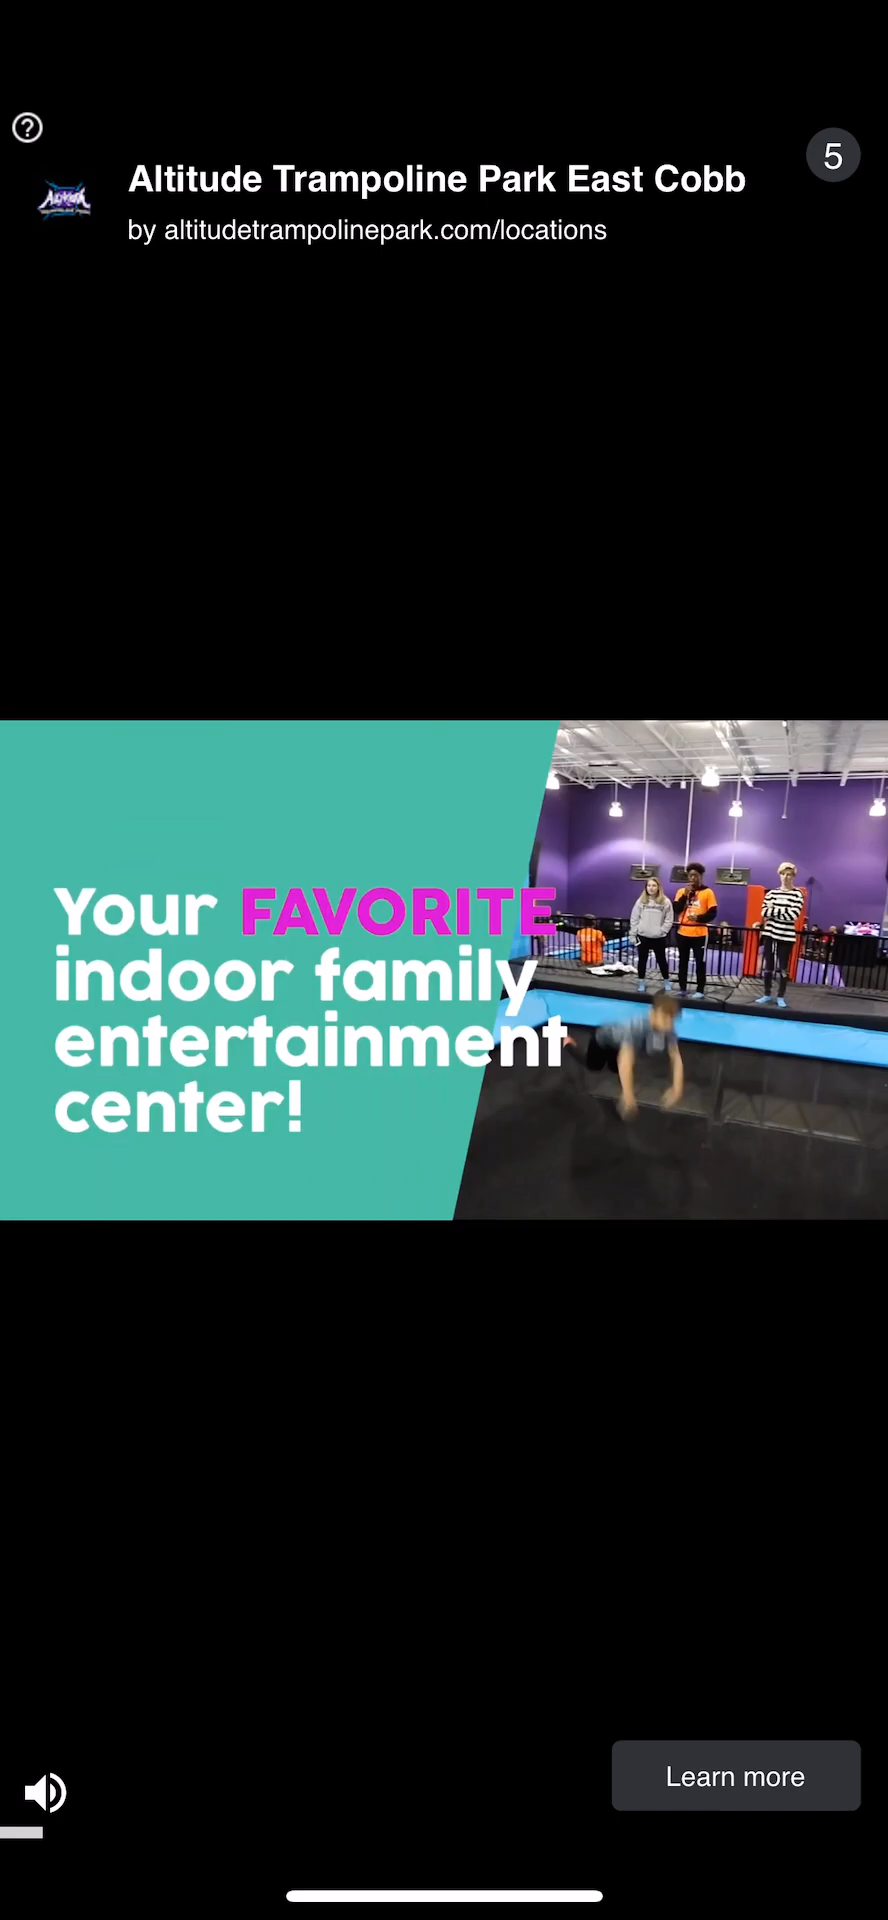 Altitude Trampoline Park East Cobb
5
by altitudetrampolinepark.com/locations
Your FAVORITE
indoor family
entertainment
center!
Learn more